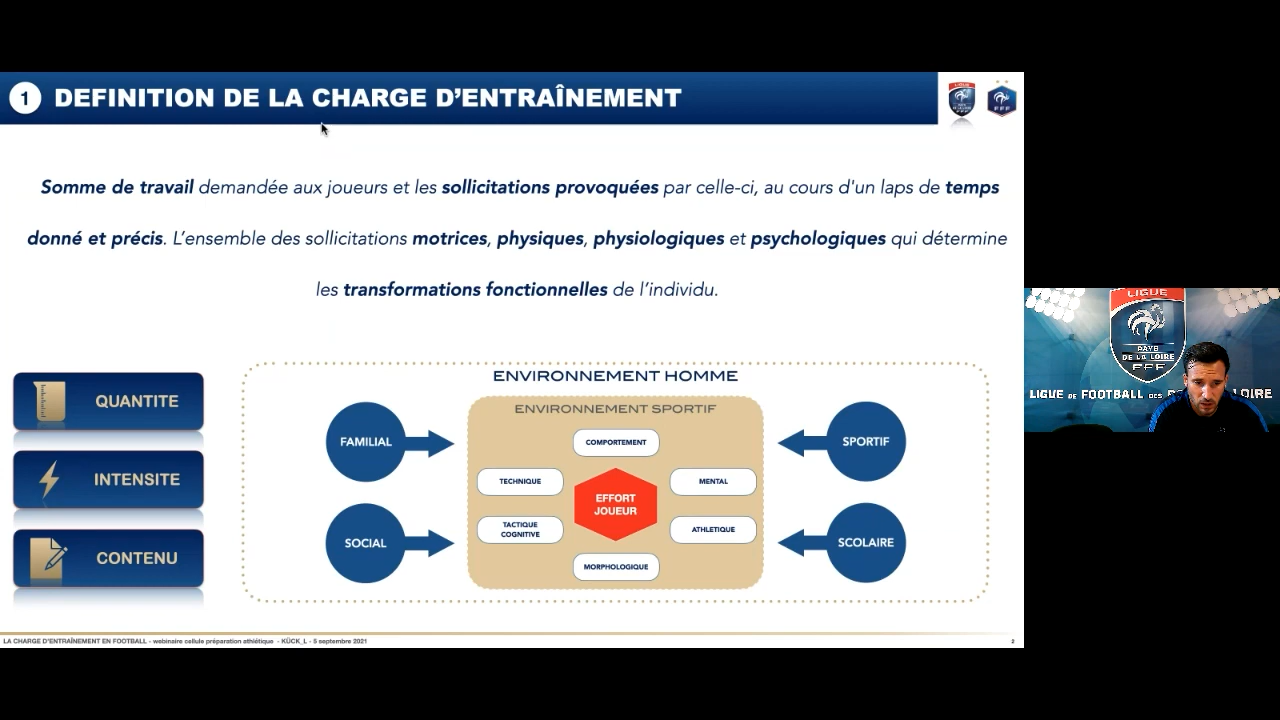 1 DEFINITION DE LA CHARGE D'ENTRAÎNEMENT
Somme de travail demandée aux joueurs et les sollicitations provoquées par celle-ci, au cours d'un laps de temps
donné et précis. L'ensemble des sollicitations motrices, physiques, physiologiques et psychologiques qui détermine
les transformations fonctionnelles de l'individu.
QUANTITE
INTENSITE
CONTENU
ENVIRONNEMENT HOMME
ENVIRONNEMENT SPORTIF
FAMILIAL
SOCIAL
COMPORTEMENT
TECHNIQUE
TACTIQUE
COGNITIVE
EFFORT
JOUEUR
MENTAL
ATHLETIQUE
MORPHOLOGIQUE
SPORTIF
SCOLAIRE
LA CHARGE D'ENTRAÎNEMENT EN FOOTBALL - webinaire cellule préparation athlétique - KÜCK_L - 5 septembre 2021
2
LIGUE
PAYS
DE LA LOIRE
FFF
LIGUE DE FOOTBALL DES LOIRE